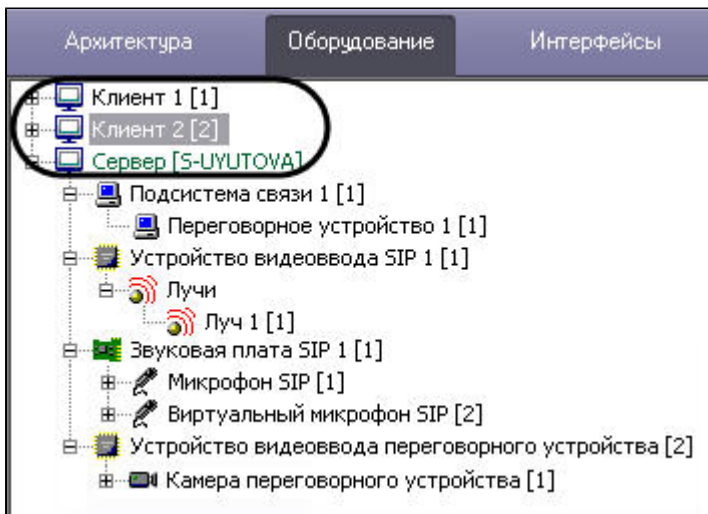 Архитектура Оборудование Интерфейсы
Клиент 1 [1]
Клиент 2 [2]
Сервер [S-UYUTOVA]
Подсистема связи 1 [1]
Переговорное устройство 1 [1]
Устройство видеоввода SIP 1 [1]
Лучи
Луч 1 [1]
Звуковая плата SIP 1 [1]
Микрофон SIP [1]
Виртуальный микрофон SIP [2]
Устройство видеоввода переговорного устройства [2]
Камера переговорного устройства [1]